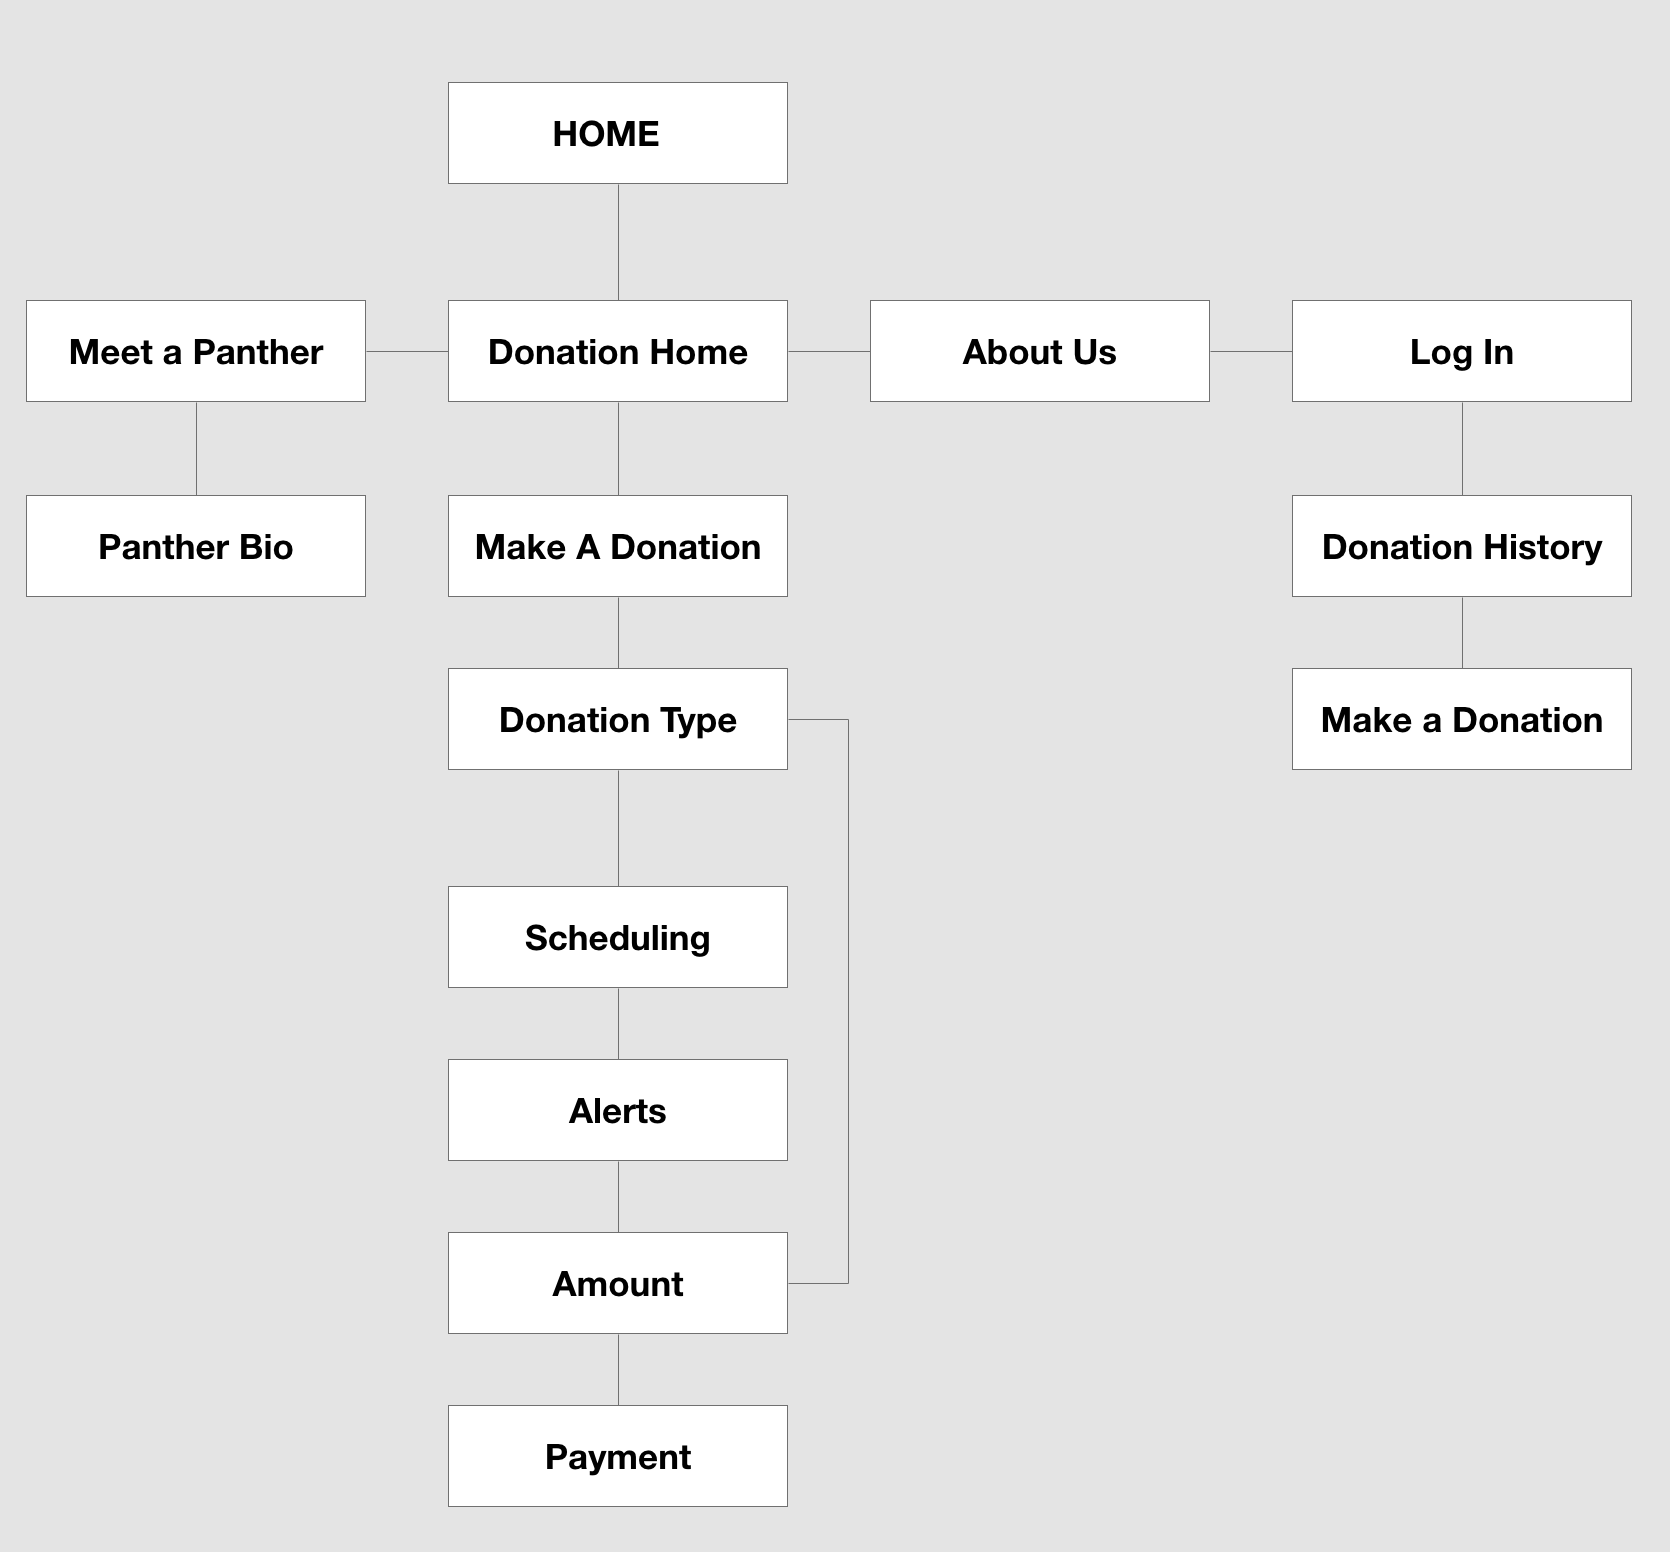 HOME
Meet a Panther
Donation Home
About Us
Log In
Panther Bio
Make A Donation
Donation History
Donation Type
Make a Donation
Scheduling
Alerts
Amount
Payment